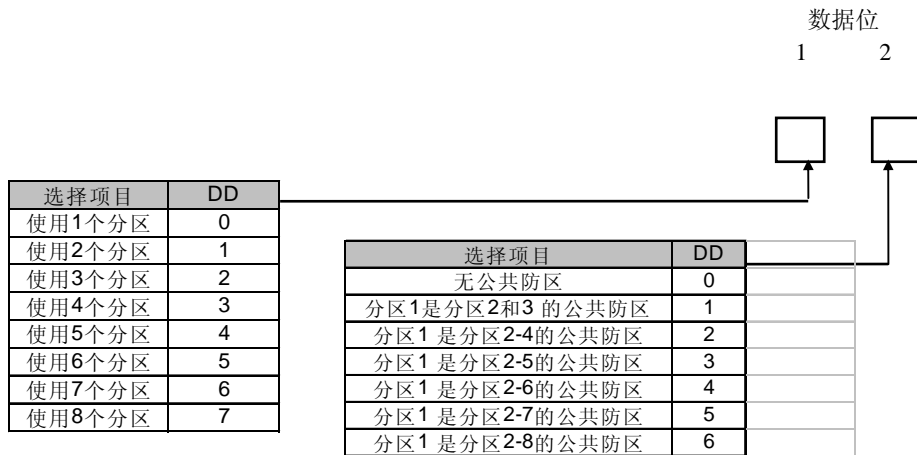 数据位
1 2
选择项目 DD
使用1个分区 0
使用2个分区 1
使用3个分区 2
使用4个分区 3
使用5个分区 4
使用6个分区 5
使用7个分区 6
使用8个分区 7
选择项目 DD
无公共防区 0
分区1是分区2和3 的公共防区 1
分区1 是分区2-4的公共防区 2
分区1 是分区2-5的公共防区 3
分区1 是分区2-6的公共防区 4
分区1 是分区2-7的公共防区 5
分区1 是分区2-8的公共防区 6